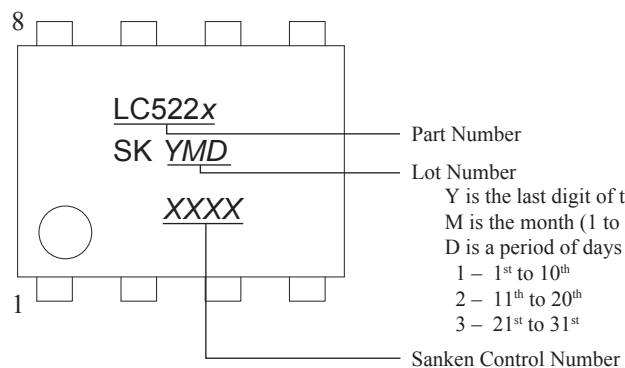 8
LC522x
SK YMD
XXXX
1
Part Number
Lot Number
Y is the last digit of t
M is the month (1 to
D is a period of days
1 – 1st to 10th
2 – 11th to 20th
3 – 21st to 31st
Sanken Control Number